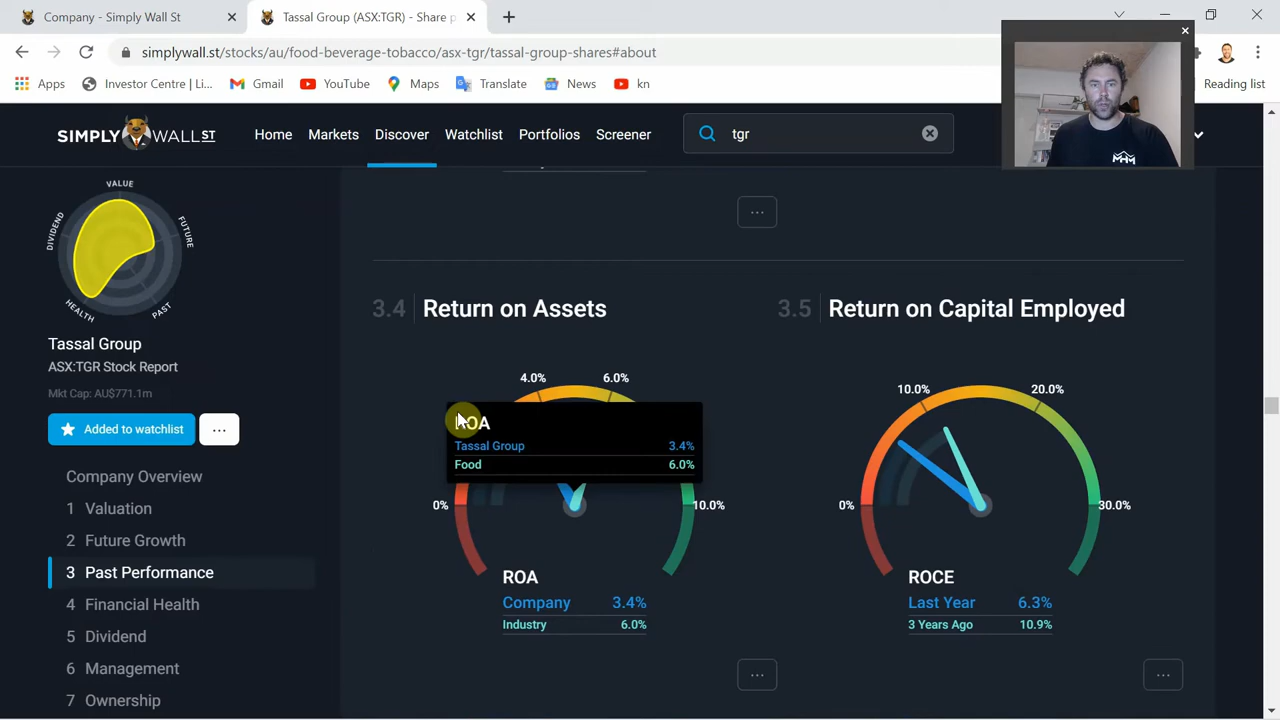 Company - Simply Wall St
Tassal Group (ASX:TGR) - Share p
simplywall.st/stocks/au/food-beverage-tobacco/asx-tgr/tassal-group-shares#about
Apps
Investor Centre | Li...
Gmail
YouTube
Maps
Translate
News
kn
Reading list
SIMPLY WALL ST
Home
Markets
Discover
Watchlist
Portfolios
Screener
tgr
MHM
VALUE
FUTURE
PAST
HEALTH
DIVIDEND
Tassal Group
ASX:TGR Stock Report
Mkt Cap: AU$771.1m
Added to watchlist
...
Company Overview
1 Valuation
2 Future Growth
3 Past Performance
4 Financial Health
5 Dividend
6 Management
7 Ownership
...
3.4 Return on Assets
4.0%
6.0%
ROA
Tassal Group 3.4%
Food 6.0%
0%
10.0%
ROA
Company 3.4%
Industry 6.0%
...
3.5 Return on Capital Employed
10.0%
20.0%
0%
30.0%
ROCE
Last Year 6.3%
3 Years Ago 10.9%
...